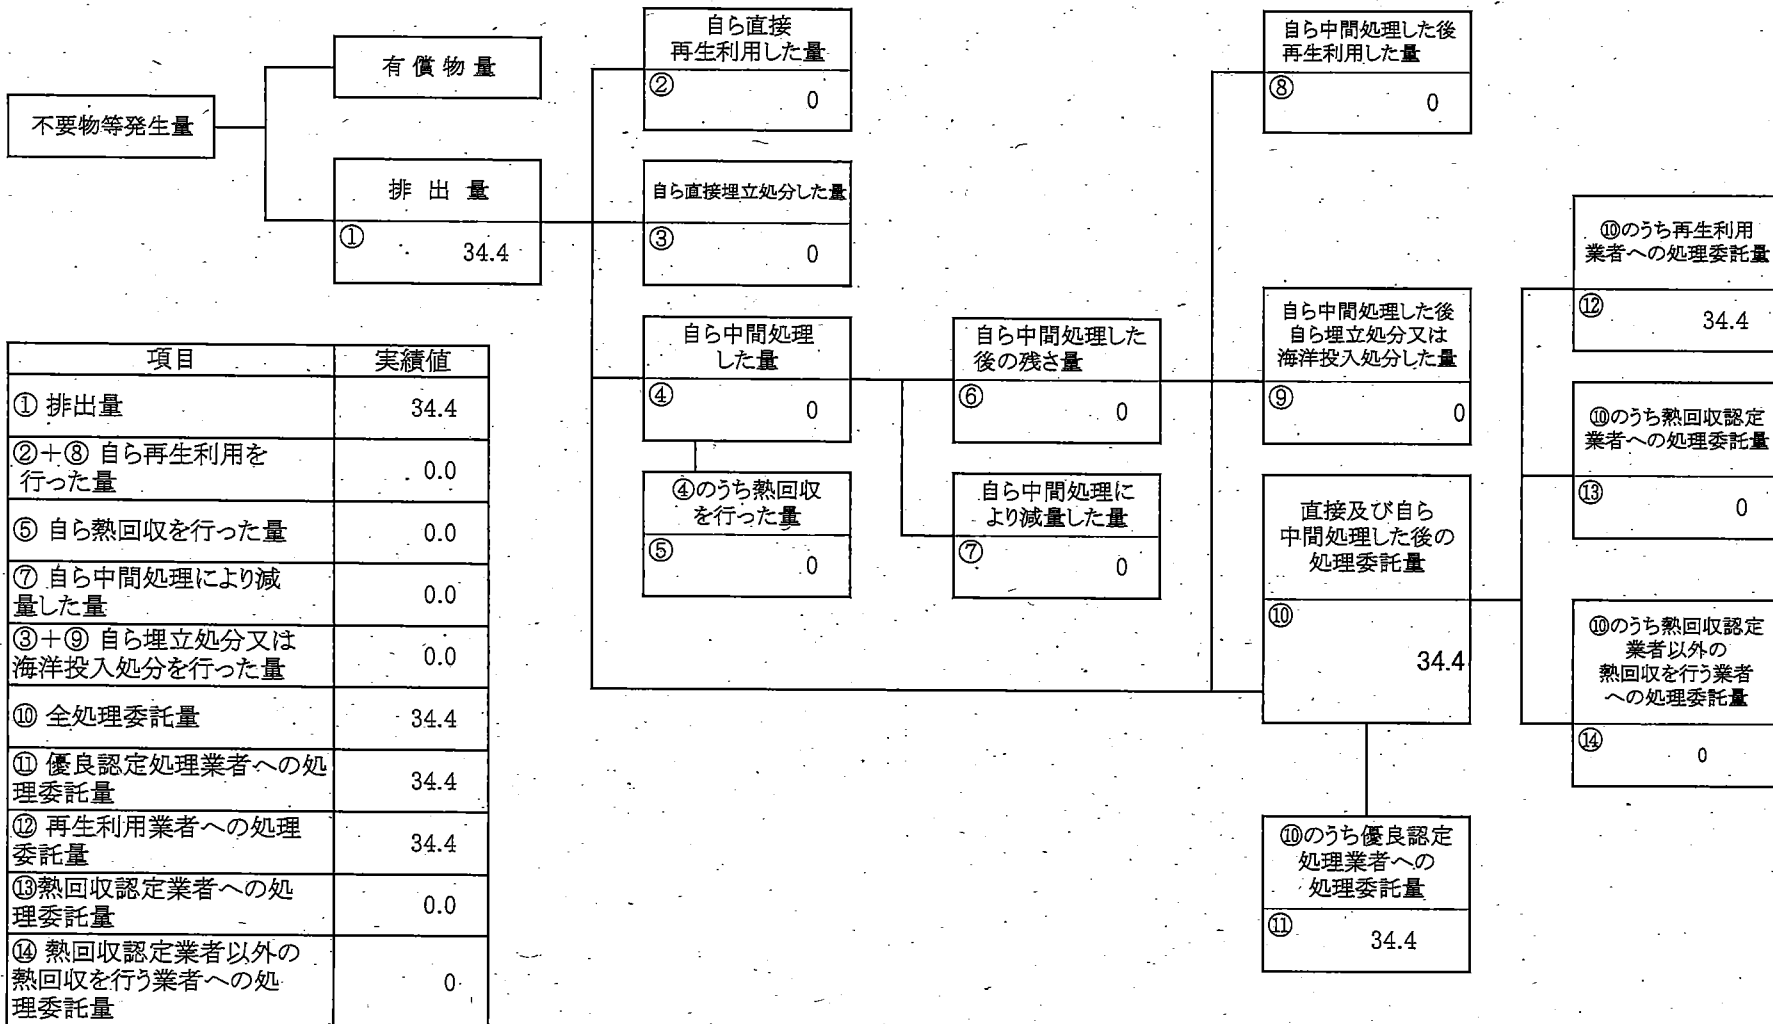 不要物等発生量
有償物量
排出量
①
34.4
自ら直接
再生利用した量
②
0
自ら直接埋立処分した量
③
0
自ら中間処理
した量
④
0
④のうち熱回収
を行った量
⑤
0
自ら中間処理した
後の残さ量
⑥
0
自ら中間処理に
より減量した量
⑦
0
自ら中間処理した後
再生利用した量
⑧
0
自ら中間処理した後
自ら埋立処分又は
海洋投入処分した量
⑨
0
直接及び自ら
中間処理した後の
処理委託量
⑩
34.4
⑩のうち優良認定
処理業者への
処理委託量
⑪
34.4
⑩のうち再生利用
業者への処理委託量
⑫
34.4
⑩のうち熱回収認定
業者への処理委託量
⑬
0
⑩のうち熱回収認定
業者以外の
熱回収を行う業者
への処理委託量
⑭
0
項目 実績値
① 排出量 34.4
②+⑧ 自ら再生利用を
行った量 0.0
⑤ 自ら熱回収を行った量 0.0
⑦ 自ら中間処理により減
量した量 0.0
③+⑨ 自ら埋立処分又は
海洋投入処分を行った量 0.0
⑩ 全処理委託量 34.4
⑪ 優良認定処理業者への処
理委託量 34.4
⑫ 再生利用業者への処理
委託量 34.4
⑬熱回収認定業者への処
理委託量 0.0
⑭ 熱回収認定業者以外の
熱回収を行う業者への処
理委託量 0